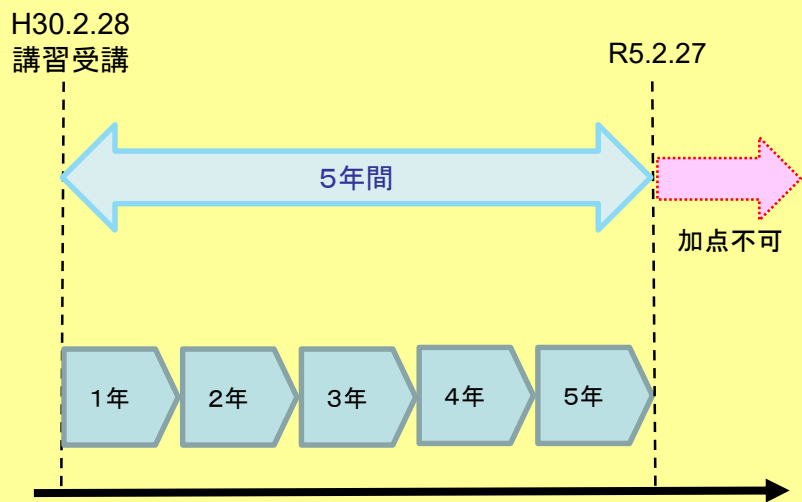 H30.2.28
講習受講
R5.2.27
５年間
加点不可
１年
２年
３年
４年
５年